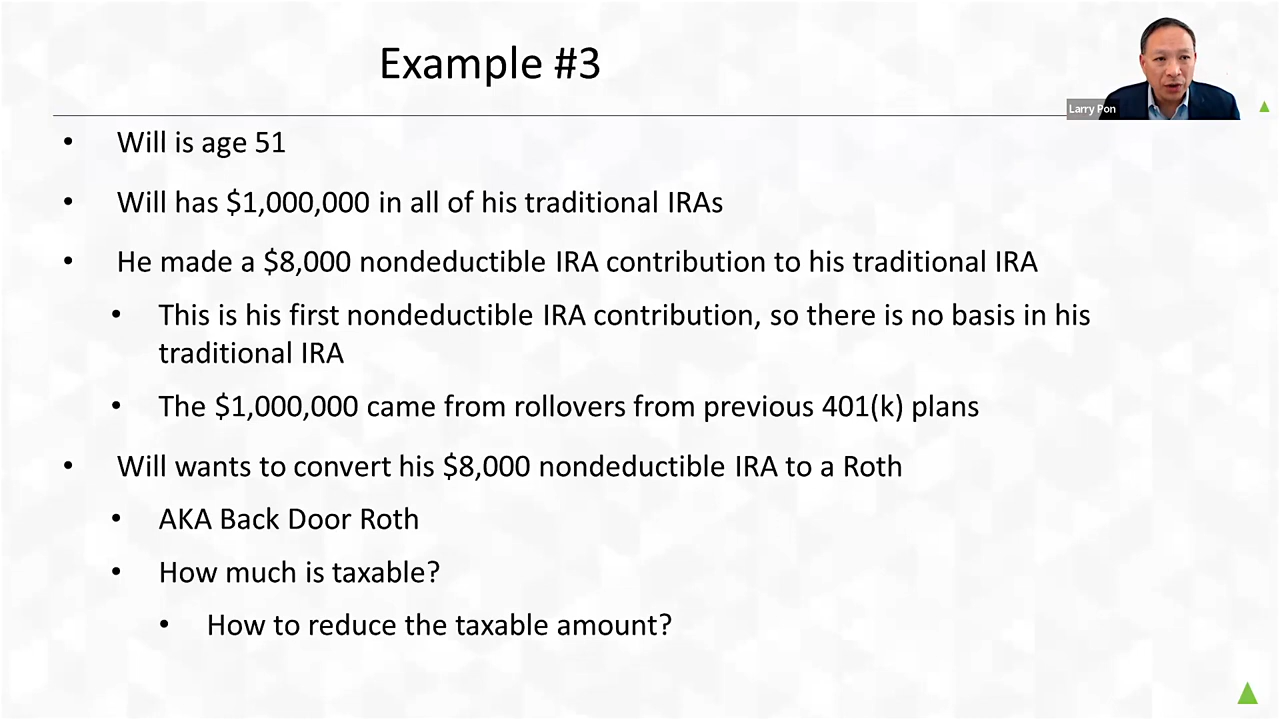 Example #3
Larry Pon
• Will is age 51
• Will has $1,000,000 in all of his traditional IRAs
• He made a $8,000 nondeductible IRA contribution to his traditional IRA
• This is his first nondeductible IRA contribution, so there is no basis in his
traditional IRA
• The $1,000,000 came from rollovers from previous 401(k) plans
• Will wants to convert his $8,000 nondeductible IRA to a Roth
• AKA Back Door Roth
• How much is taxable?
• How to reduce the taxable amount?